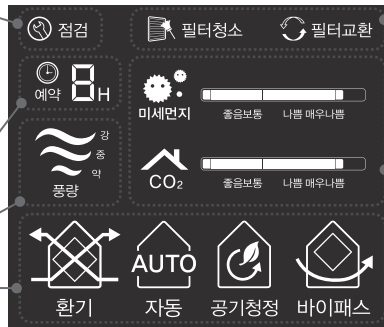 점검
필터청소
필터교환
예약 8H
강
중
약
풍량
미세먼지
좋음 보통 나쁨 매우나쁨
CO₂
좋음 보통 나쁨 매우나쁨
AUTO
환기 자동 공기청정 바이패스